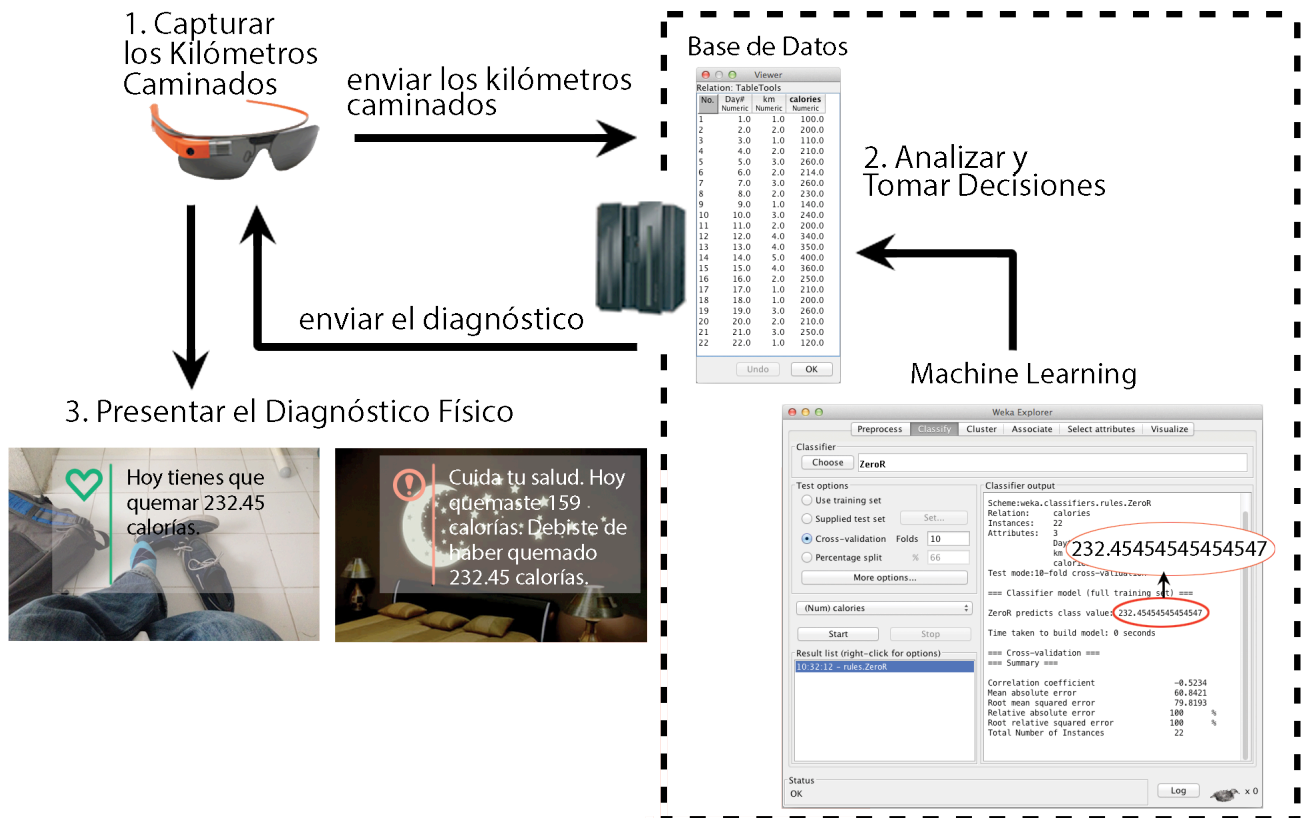 1. Capturar
los Kilómetros
Caminados
enviar los kilómetros
caminados
Base de Datos
Viewer
Relation: TableTools
No. Day# km calories
Numeric Numeric Numeric
1 1.0 1.0 100.0
2 2.0 2.0 200.0
3 3.0 1.0 110.0
4 4.0 2.0 210.0
5 5.0 3.0 260.0
6 6.0 2.0 214.0
7 7.0 3.0 260.0
8 8.0 2.0 230.0
9 9.0 1.0 140.0
10 10.0 3.0 240.0
11 11.0 2.0 200.0
12 12.0 4.0 340.0
13 13.0 4.0 350.0
14 14.0 5.0 400.0
15 15.0 4.0 360.0
16 16.0 2.0 250.0
17 17.0 1.0 210.0
18 18.0 1.0 200.0
19 19.0 3.0 260.0
20 20.0 2.0 210.0
21 21.0 3.0 250.0
22 22.0 1.0 120.0
Undo OK
2. Analizar y
Tomar Decisiones
enviar el diagnóstico
Machine Learning
3. Presentar el Diagnóstico Físico
Hoy tienes que
quemar 232.45
calorías.
Cuida tu salud. Hoy
quemaste 159
calorías: Debiste de
haber quemado
232.45 calorías.
Weka Explorer
Preprocess Classify Cluster Associate Select attributes Visualize
Classifier
Choose ZeroR
Test options
Use training set
Supplied test set Set...
Cross-validation Folds 10
Percentage split % 66
More options...
(Num) calories
Start Stop
Result list (right-click for options)
10:32:12 - rules.ZeroR
Classifier output
Scheme:weka.classifiers.rules.ZeroR
Relation: calories
Instances: 22
Attributes: 3
Day
km
calori
232.45454545454547
Test mode:10-fold cross-validation
=== Classifier model (full training set) ===
ZeroR predicts class value: 232.45454545454547
Time taken to build model: 0 seconds
=== Cross-validation ===
=== Summary ===
Correlation coefficient -0.5234
Mean absolute error 60.8421
Root mean squared error 79.8193
Relative absolute error 100 %
Root relative squared error 100 %
Total Number of Instances 22
Status
OK
Log x 0